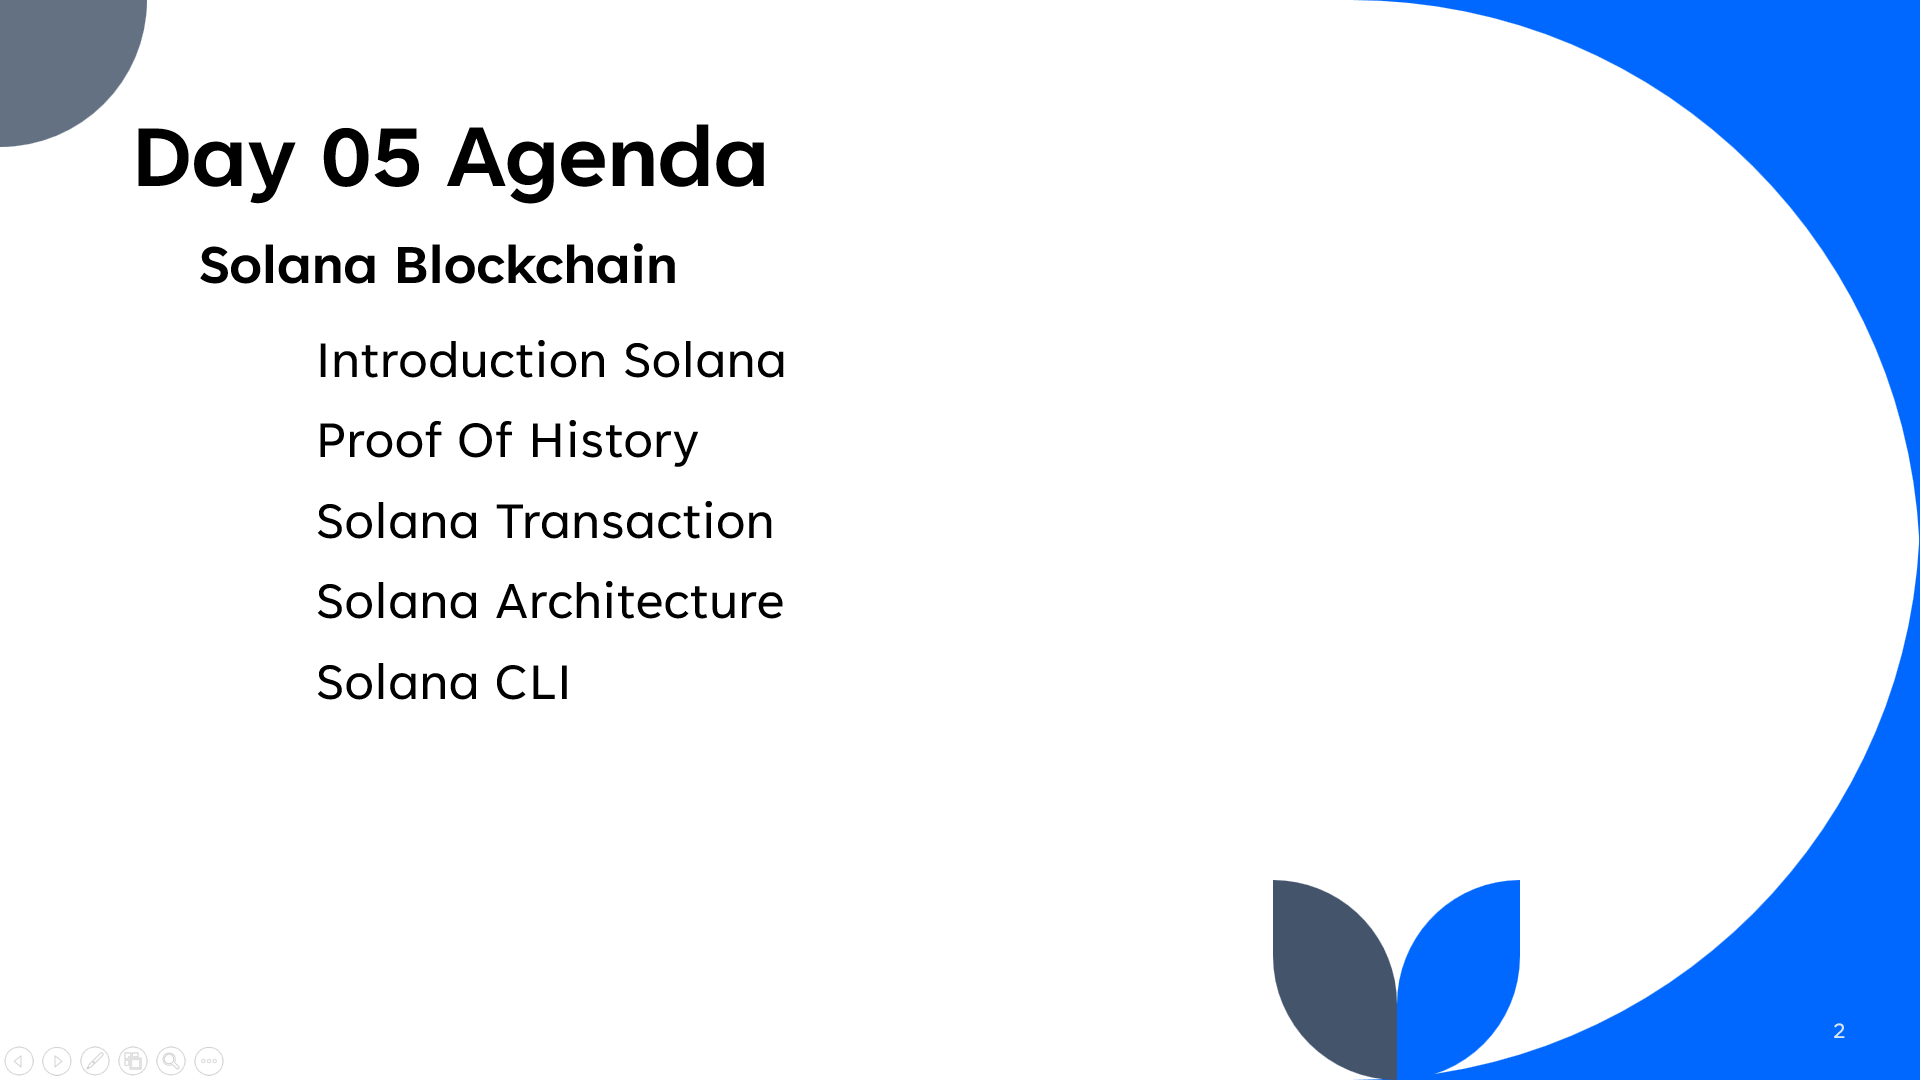 Day 05 Agenda
Solana Blockchain
Introduction Solana
Proof Of History
Solana Transaction
Solana Architecture
Solana CLI
2